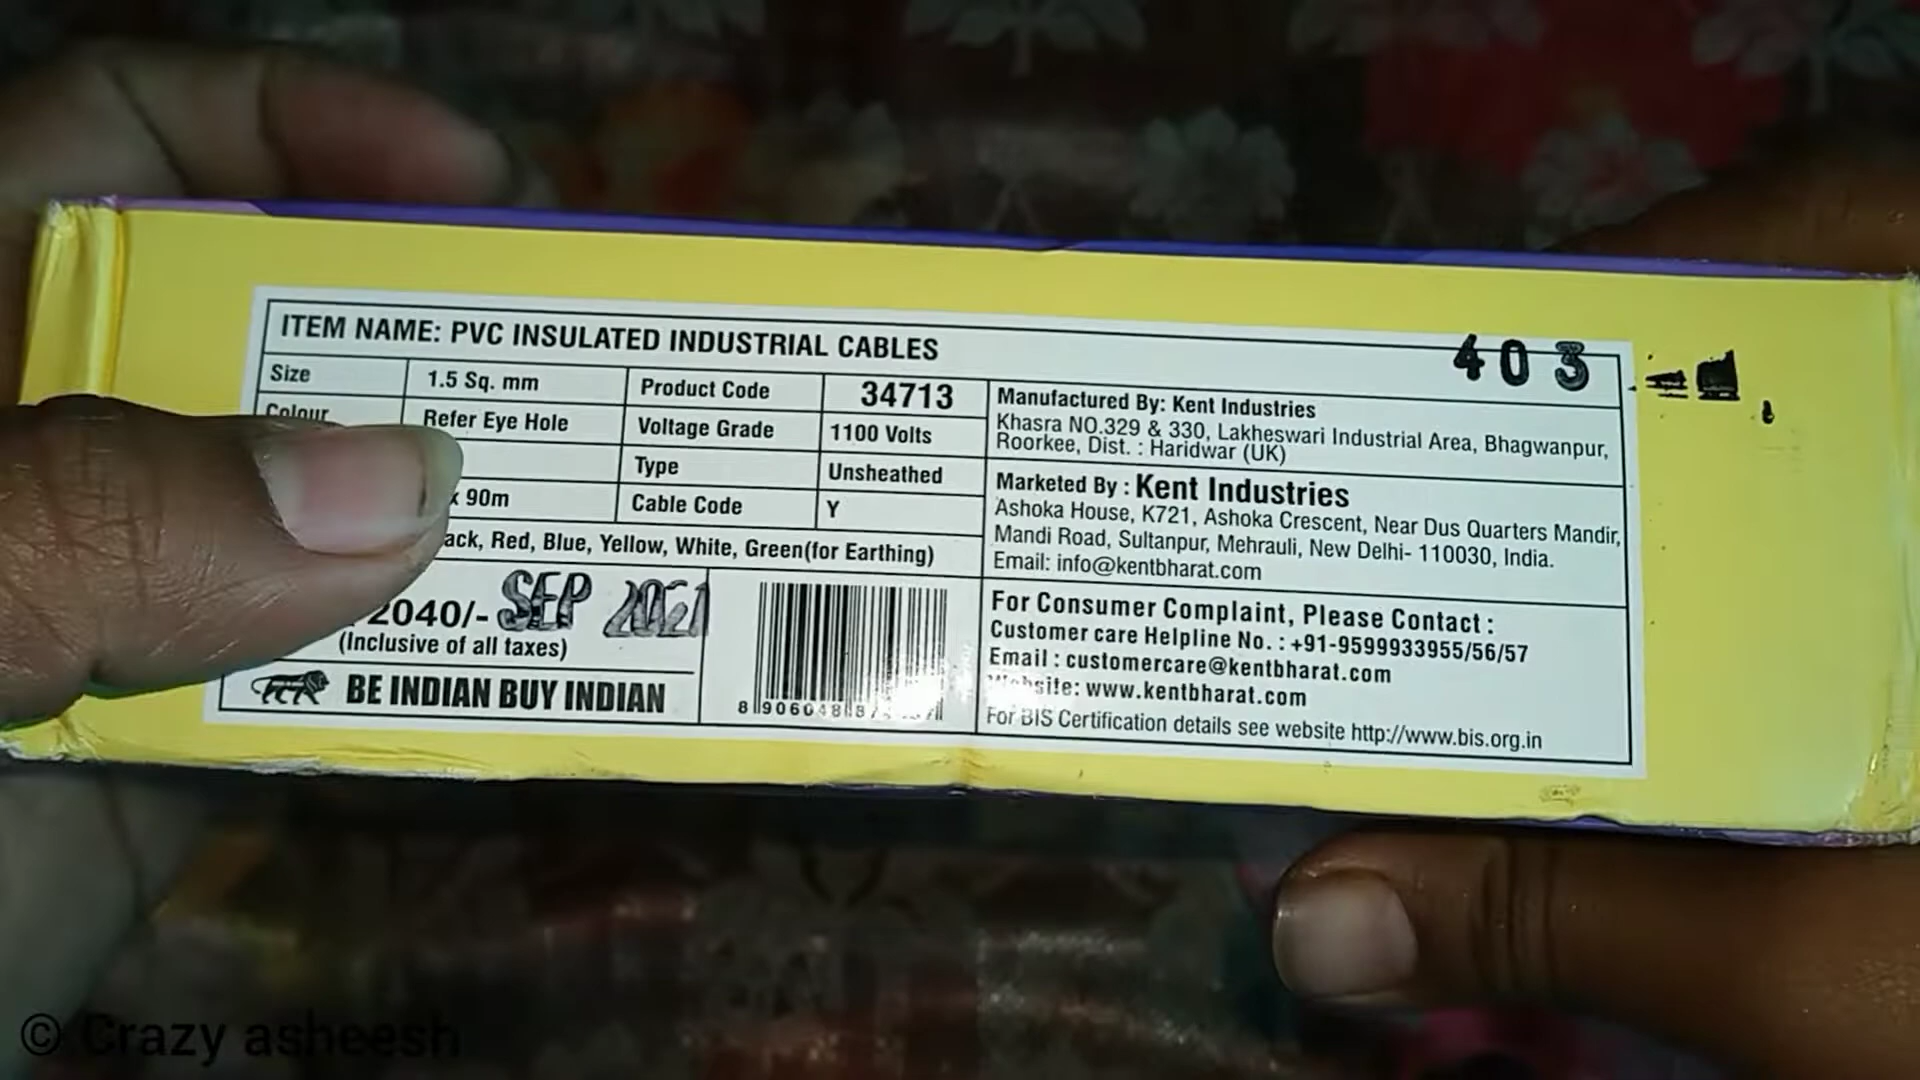 ITEM NAME: PVC INSULATED INDUSTRIAL CABLES
403
Size 1.5 Sq. mm Product Code 34713
Colour Refer Eye Hole Voltage Grade 1100 Volts
Type Unsheathed
x 90m Cable Code Y
Red, Blue, Yellow, White, Green(for Earthing)
2040/- SEP 2021
(Inclusive of all taxes)
BE INDIAN BUY INDIAN
Manufactured By: Kent Industries
Khasra NO.329 & 330, Lakheswari Industrial Area, Bhagwanpur,
Roorkee, Dist. : Haridwar (UK)
Marketed By : Kent Industries
Ashoka House, K721, Ashoka Crescent, Near Dus Quarters Mandir,
Mandi Road, Sultanpur, Mehrauli, New Delhi- 110030, India.
Email: info@kentbharat.com
For Consumer Complaint, Please Contact :
Customer care Helpline No. : +91-9599933955/56/57
Email : customercare@kentbharat.com
Website: www.kentbharat.com
For BIS Certification details see website http://www.bis.org.in
© Crazy asheesh